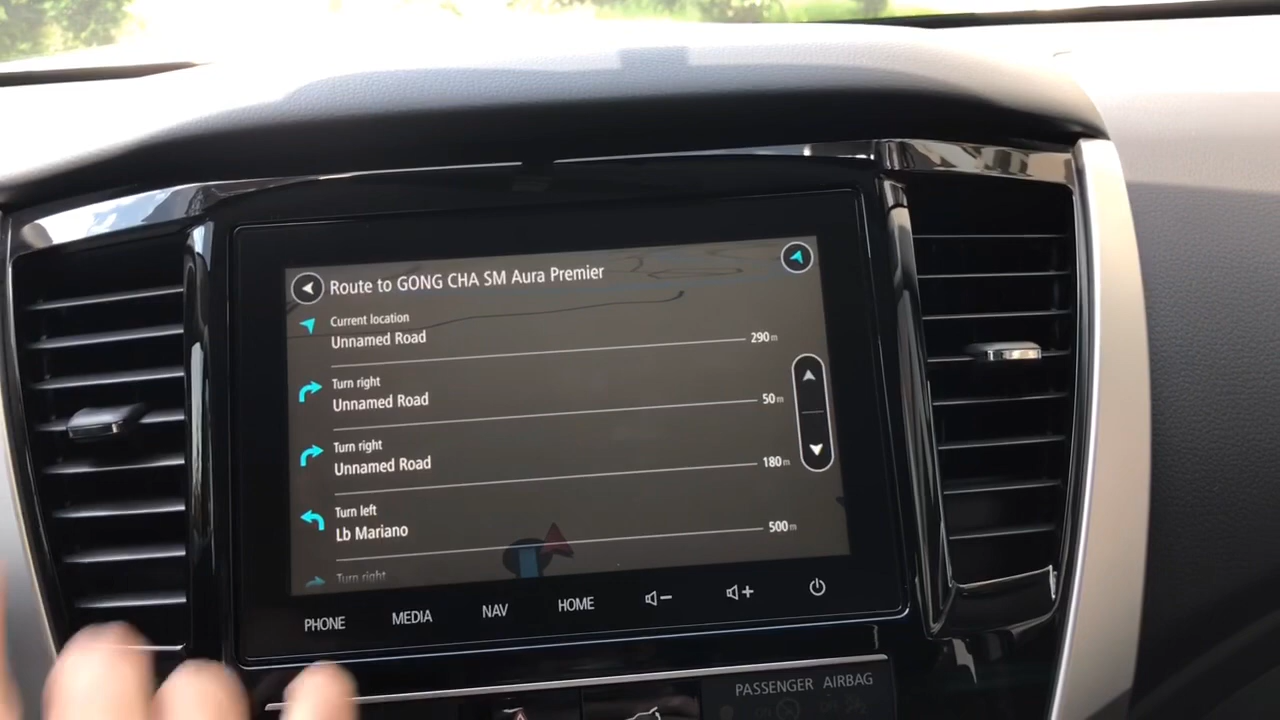 Route to GONG CHA SM Aura Premier
Current location
Unnamed Road
290m
Turn right
Unnamed Road
50m
Turn right
Unnamed Road
180m
Turn left
Lb Mariano
500m
Turn right
PHONE
MEDIA
NAV
HOME
PASSENGER AIRBAG